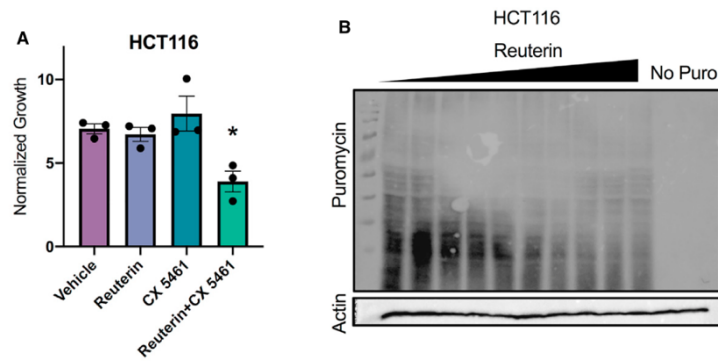 A
HCT116
Normalized Growth
10
5
0
*
Vehicle
Reuterin
CX 5461
Reuterin+CX 5461
B
HCT116
Reuterin
No Puro
Puromycin
Actin